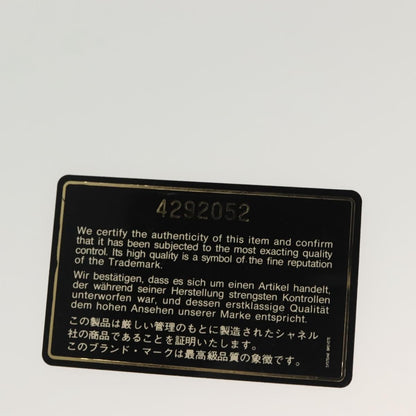 4292052
We certify the authenticity of this item and confirm
that it has been subjected to the most exacting quality
control. Its high quality is a symbol of the fine reputation
of the Trademark.
Wir bestätigen, dass es sich um einen Artikel handelt,
der während seiner Herstellung strengsten Kontrollen
unterworfen war, und dessen erstklassige Qualität
dem hohen Ansehen unserer Marke entspricht.
この製品は厳しい管理のもとに製造されたシャネル
社の商品であることを証明いたします。
このブランド・マークは最高級品質の象徴です。